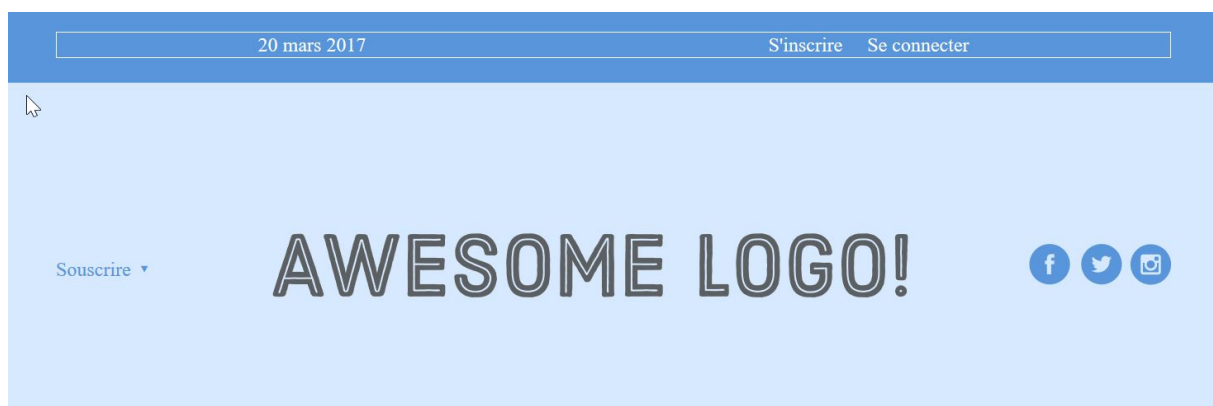 20 mars 2017 S'inscrire Se connecter
Souscrire ▼ AWESOME LOGO!